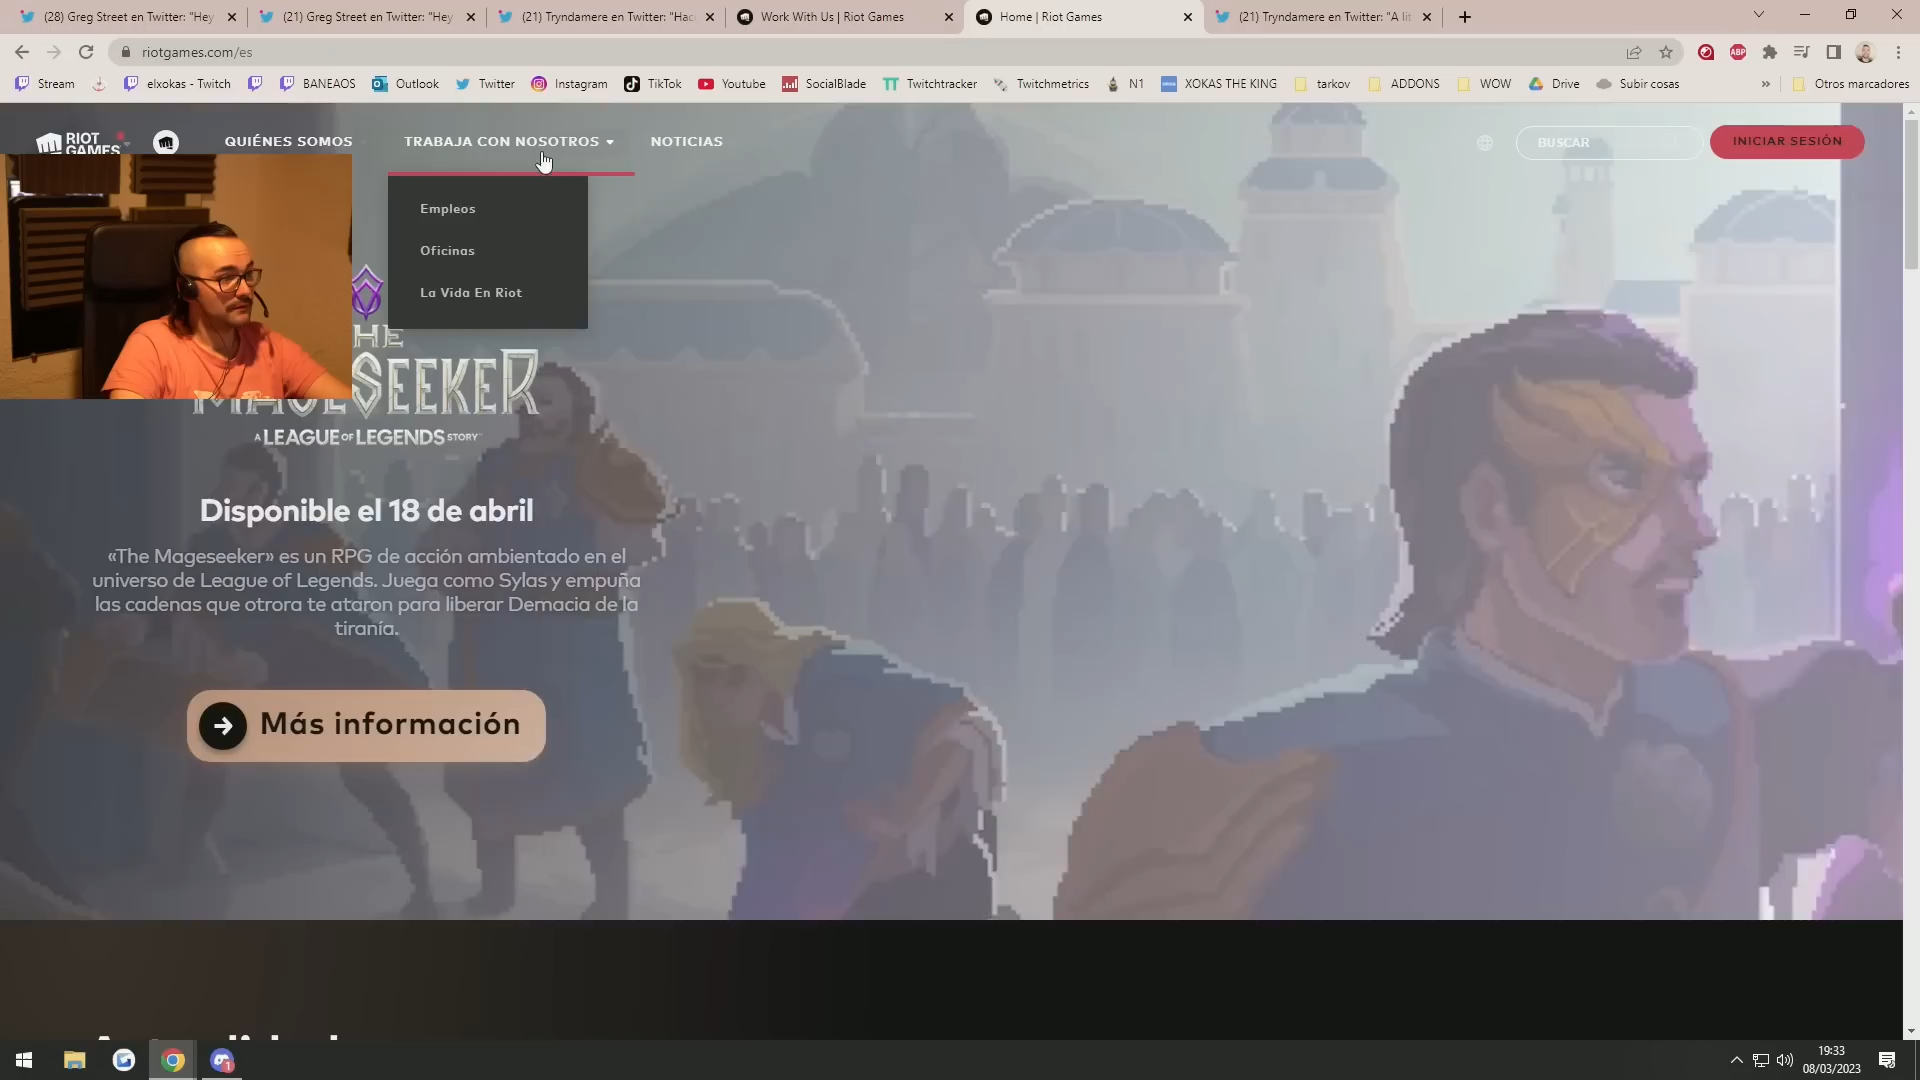 (28) Greg Street en Twitter: "Hey
(21) Greg Street en Twitter: "Hey
(21) Tryndamere en Twitter: "Hac
Work With Us | Riot Games
Home | Riot Games
(21) Tryndamere en Twitter: "A lit
riotgames.com/es
ABP
Stream
elxokas - Twitch
BANEAOS
Outlook
Twitter
Instagram
TikTok
Youtube
SocialBlade
TT Twitchtracker
Twitchmetrics
N1
XOKAS THE KING
tarkov
ADDONS
WOW
Drive
Subir cosas
»
Otros marcadores
RIOT
GAMES
QUIÉNES SOMOS
TRABAJA CON NOSOTROS
NOTICIAS
BUSCAR
INICIAR SESIÓN
Empleos
Oficinas
La Vida En Riot
SEEKER
A LEAGUE OF LEGENDS STORY
Disponible el 18 de abril
«The Mageseeker» es un RPG de acción ambientado en el
universo de League of Legends. Juega como Sylas y empuña
las cadenas que otrora te ataron para liberar Demacia de la
tiranía.
Más información
1
19:33
08/03/2023